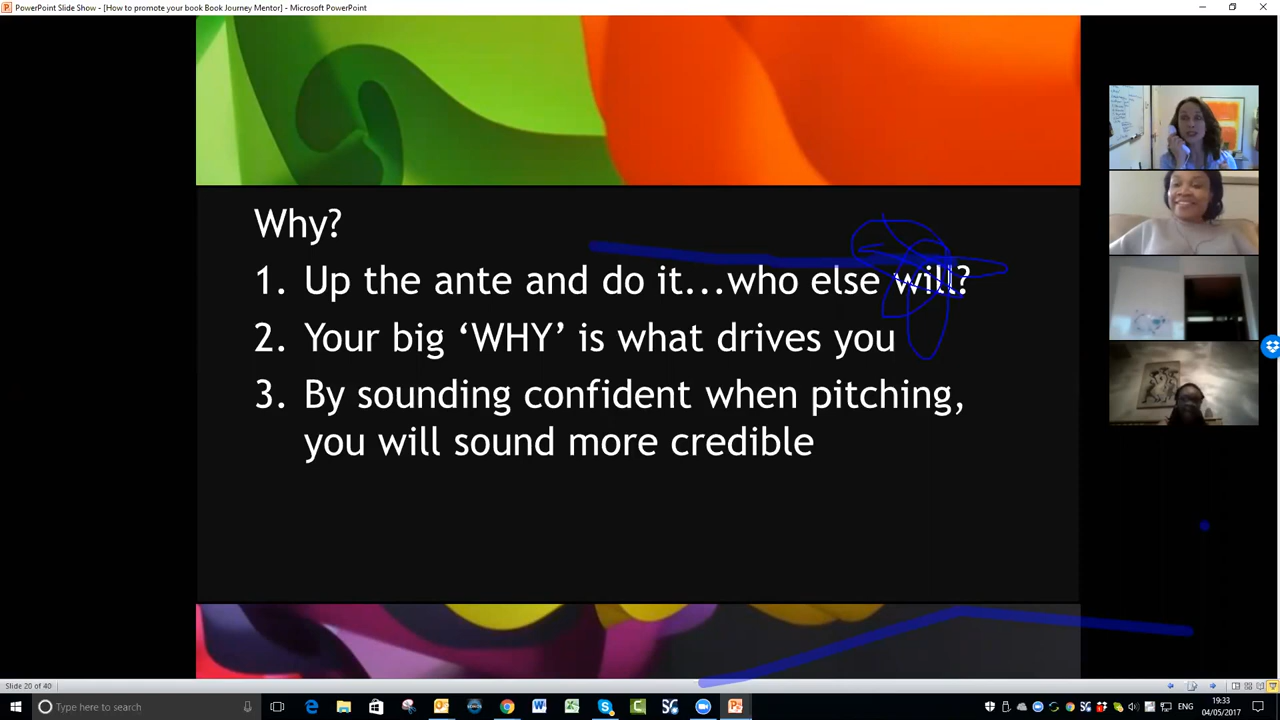 PowerPoint Slide Show - [How to promote your book Book Journey Mentor] - Microsoft PowerPoint
Why?
1. Up the ante and do it...who else will?
2. Your big ‘WHY’ is what drives you
3. By sounding confident when pitching,
you will sound more credible
Slide 20 of 40
Type here to search
ENG
19:33
04/05/2017